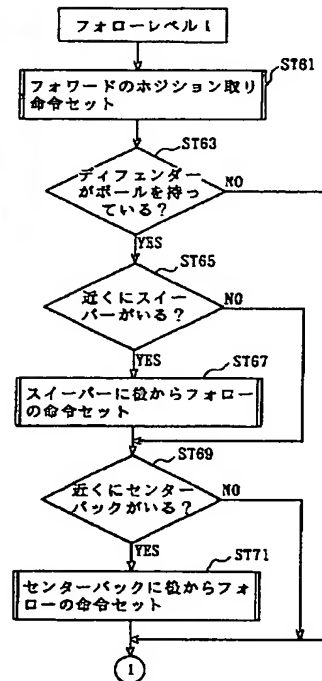 フォローレベル1
ST61
フォワードのホジション取り
命令セット
ST63
ディフェンダー
がボールを持っ
ている?
NO
YES
ST65
近くにスイー
パーがいる?
NO
YES
ST67
スイーパーに後からフォロー
の命令セット
ST69
近くにセンター
バックがいる?
NO
YES
ST71
センターバックに後からフォ
ローの命令セット
1